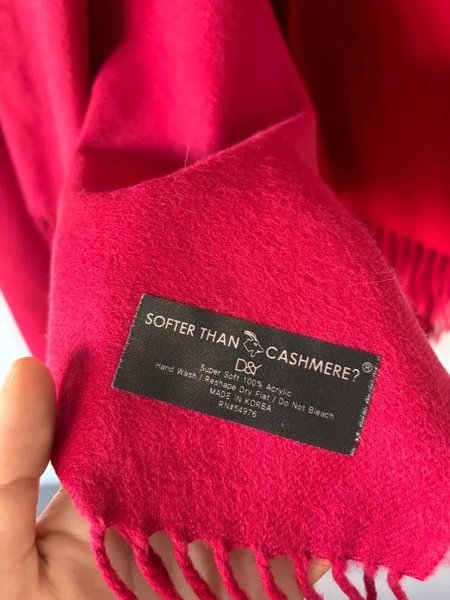 SOFTER THAN CASHMERE?®
D&Y
Super Soft 100% Acrylic
Hand Wash / Reshape Dry Flat / Do Not Bleach
MADE IN KOREA
RN#54976